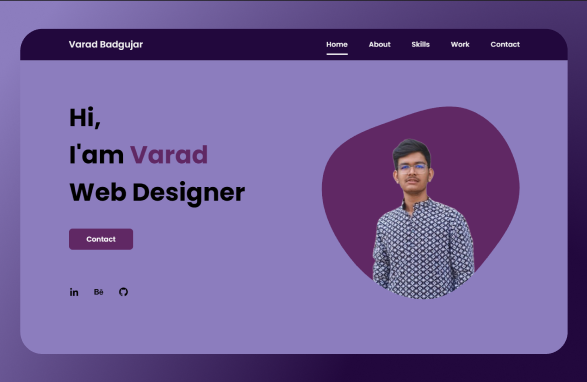 Varad Badgujar
Home About Skills Work Contact
Hi,
I'am Varad
Web Designer
Contact
in Bē